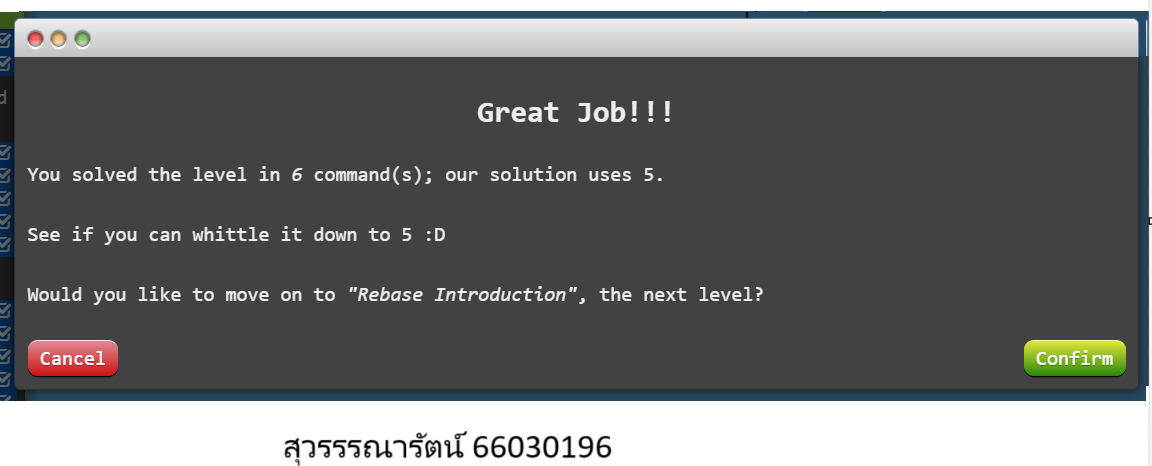 Great Job!!!
You solved the level in 6 command(s); our solution uses 5.
See if you can whittle it down to 5 :D
Would you like to move on to "Rebase Introduction", the next level?
Cancel
Confirm
สุวรรรณารัตน์ 66030196